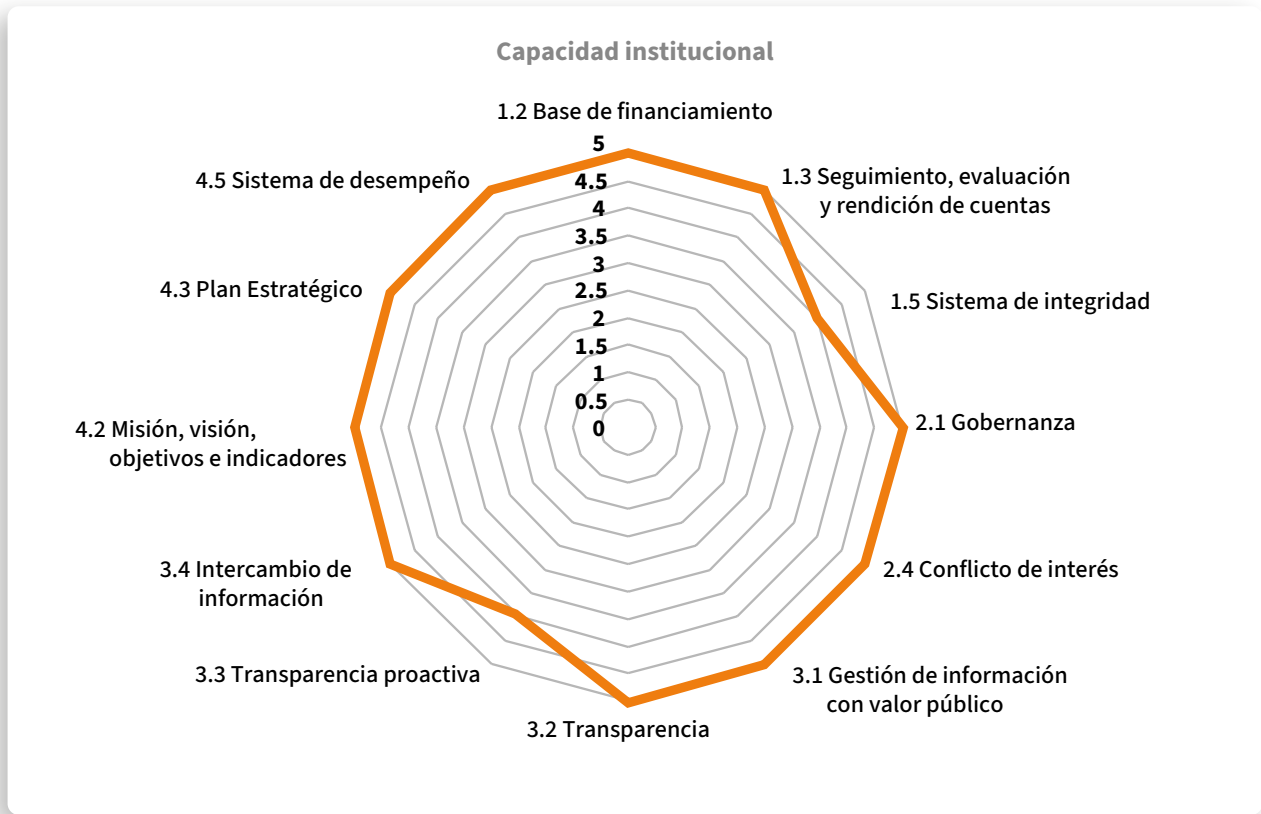 Capacidad institucional
1.2 Base de financiamiento
5
4.5
4
3.5
3
2.5
2
1.5
1
0.5
0
1.3 Seguimiento, evaluación
y rendición de cuentas
1.5 Sistema de integridad
2.1 Gobernanza
2.4 Conflicto de interés
3.1 Gestión de información
con valor público
3.2 Transparencia
3.3 Transparencia proactiva
3.4 Intercambio de
información
4.2 Misión, visión,
objetivos e indicadores
4.3 Plan Estratégico
4.5 Sistema de desempeño